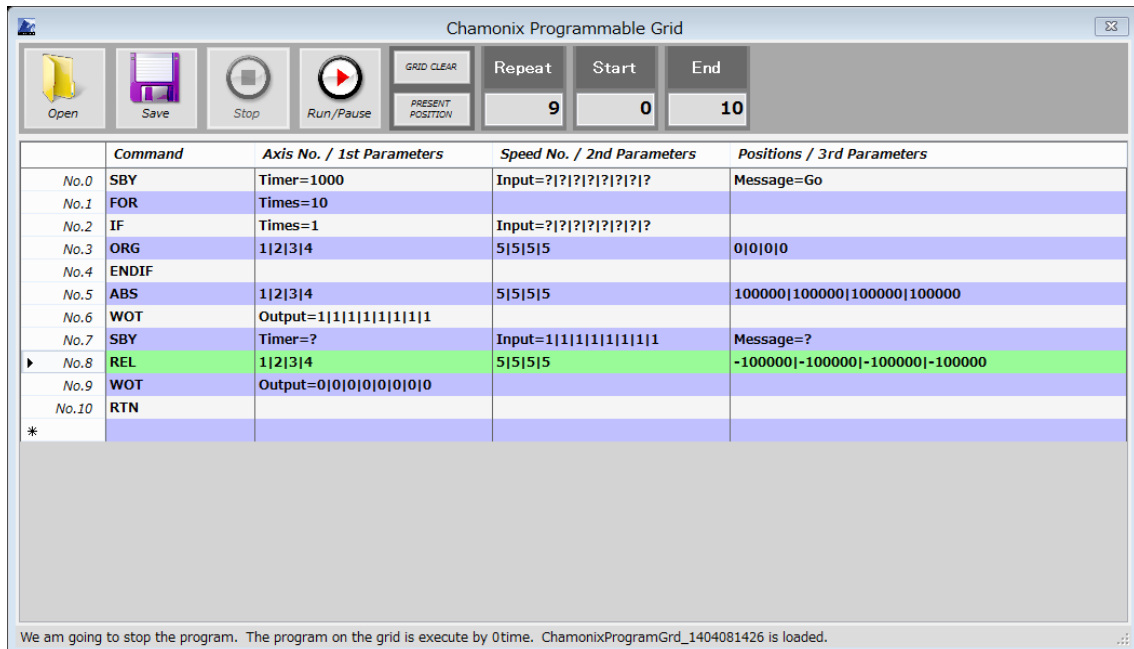 Chamonix Programmable Grid
Open Save Stop Run/Pause GRID CLEAR PRESENT POSITION Repeat Start End
9 0 10
Command Axis No. / 1st Parameters Speed No. / 2nd Parameters Positions / 3rd Parameters
No.0 SBY Timer=1000 Input=?|?|?|?|?|?|?|? Message=Go
No.1 FOR Times=10
No.2 IF Times=1 Input=?|?|?|?|?|?|?|?
No.3 ORG 1|2|3|4 5|5|5|5 0|0|0|0
No.4 ENDIF
No.5 ABS 1|2|3|4 5|5|5|5 100000|100000|100000|100000
No.6 WOT Output=1|1|1|1|1|1|1|1
No.7 SBY Timer=? Input=1|1|1|1|1|1|1|1 Message=?
No.8 REL 1|2|3|4 5|5|5|5 -100000|-100000|-100000|-100000
No.9 WOT Output=0|0|0|0|0|0|0|0
No.10 RTN
*
We am going to stop the program. The program on the grid is execute by 0time. ChamonixProgramGrd_1404081426 is loaded.